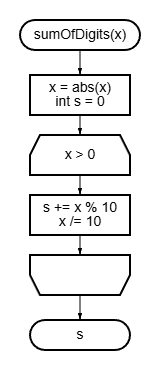 sumOfDigits(x)
x = abs(x)
int s = 0
x > 0
s += x % 10
x /= 10
s